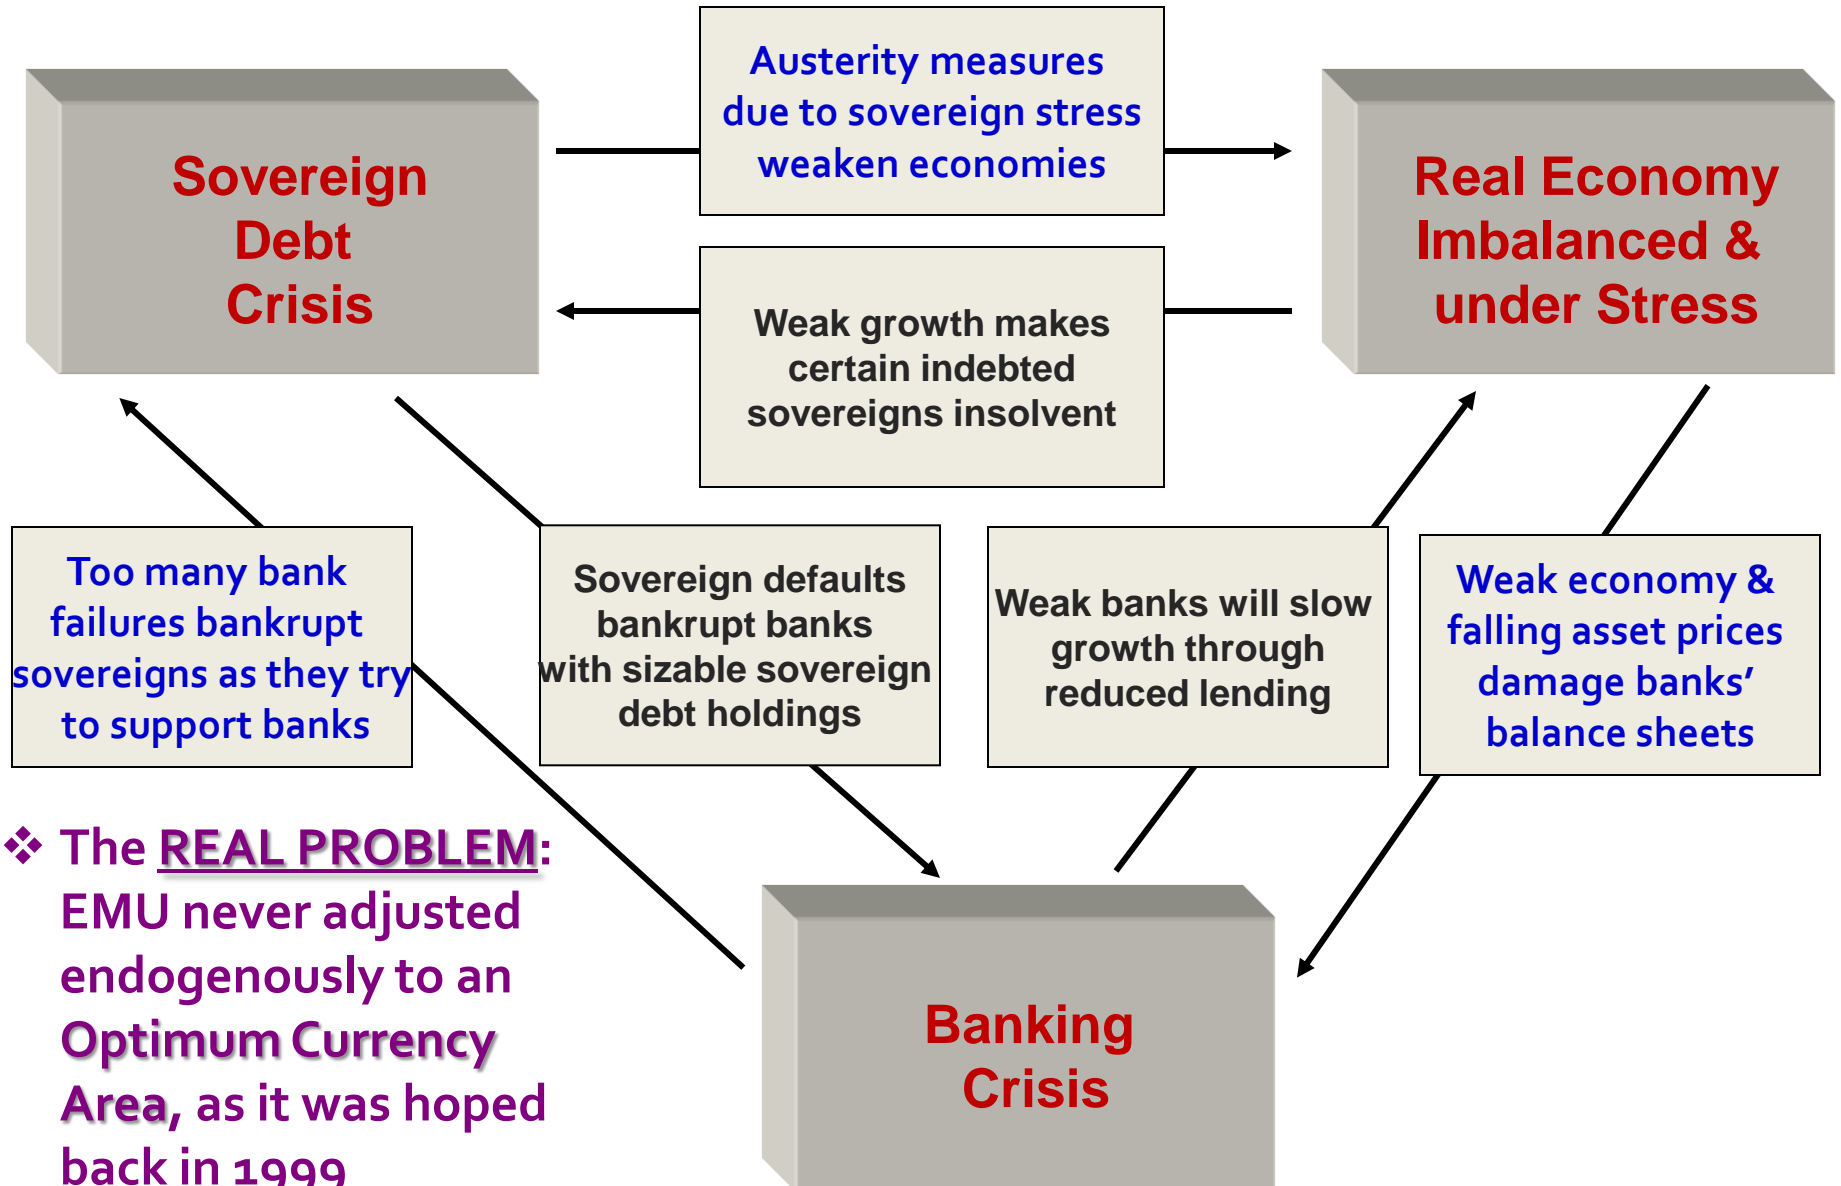 Austerity measures
due to sovereign stress
weaken economies
Sovereign
Debt
Crisis
Real Economy
Imbalanced &
under Stress
Weak growth makes
certain indebted
sovereigns insolvent
Too many bank
failures bankrupt
sovereigns as they try
to support banks
Sovereign defaults
bankrupt banks
with sizable sovereign
debt holdings
Weak banks will slow
growth through
reduced lending
Weak economy &
falling asset prices
damage banks’
balance sheets
❖ The REAL PROBLEM:
EMU never adjusted
endogenously to an
Optimum Currency
Area, as it was hoped
back in 1999
Banking
Crisis